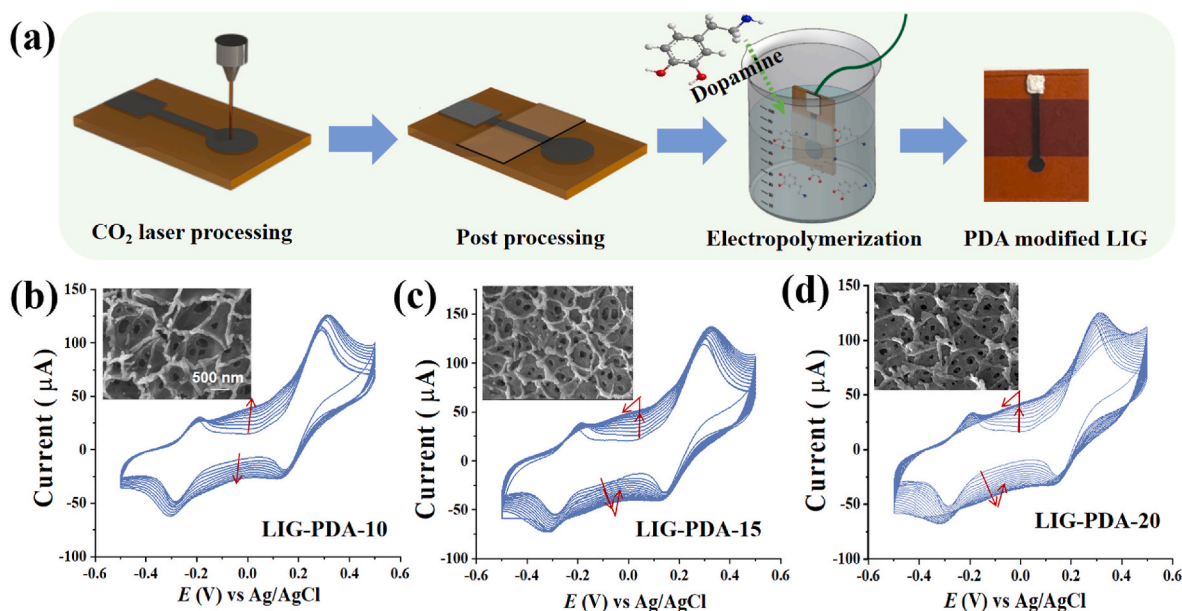 (a)
Dopamine
CO₂ laser processing
Post processing
Electropolymerization
PDA modified LIG
(b)
150
100
50
0
-50
-100
Current ( μA)
500 nm
LIG-PDA-10
-0.6 -0.4 -0.2 0.0 0.2 0.4 0.6
E (V) vs Ag/AgCl
(c)
150
100
50
0
-50
-100
Current ( μA)
LIG-PDA-15
-0.6 -0.4 -0.2 0.0 0.2 0.4 0.6
E (V) vs Ag/AgCl
(d)
150
100
50
0
-50
-100
Current ( μA)
LIG-PDA-20
-0.6 -0.4 -0.2 0.0 0.2 0.4 0.6
E (V) vs Ag/AgCl